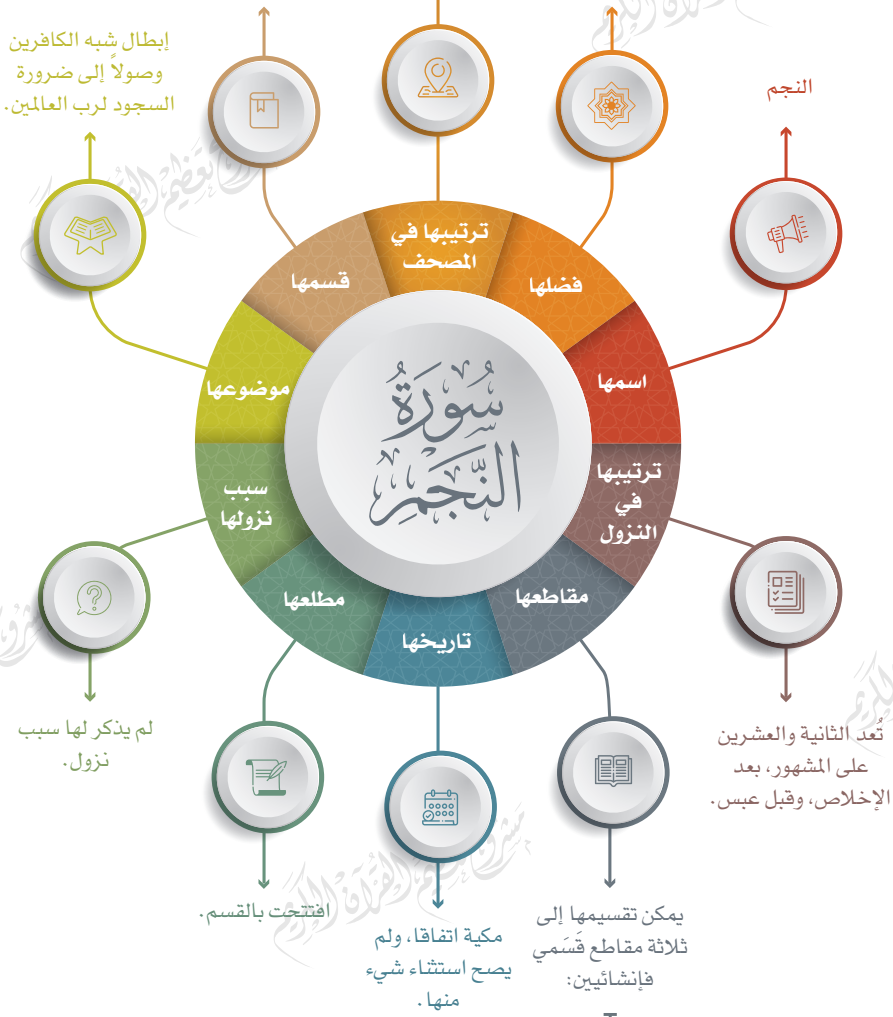 إبطال شبه الكافرين
وصولاً إلى ضرورة
السجود لرب العالمين.
النجم
ترتيبها في
المصحف
فضلها
قسمها
اسمها
موضوعها
سُورَةُ
النَّجْمِ
ترتيبها
في
النزول
سبب
نزولها
مقاطعها
مطلعها
تاريخها
تُعد الثانية والعشرين
على المشهور، بعد
الإخلاص، وقبل عبس.
لم يذكر لها سبب
نزول.
افتتحت بالقسم.
مكية اتفاقا، ولم
يصح استثناء شيء
منها.
يمكن تقسيمها إلى
ثلاثة مقاطع قَسَمي
فإنشائيين: